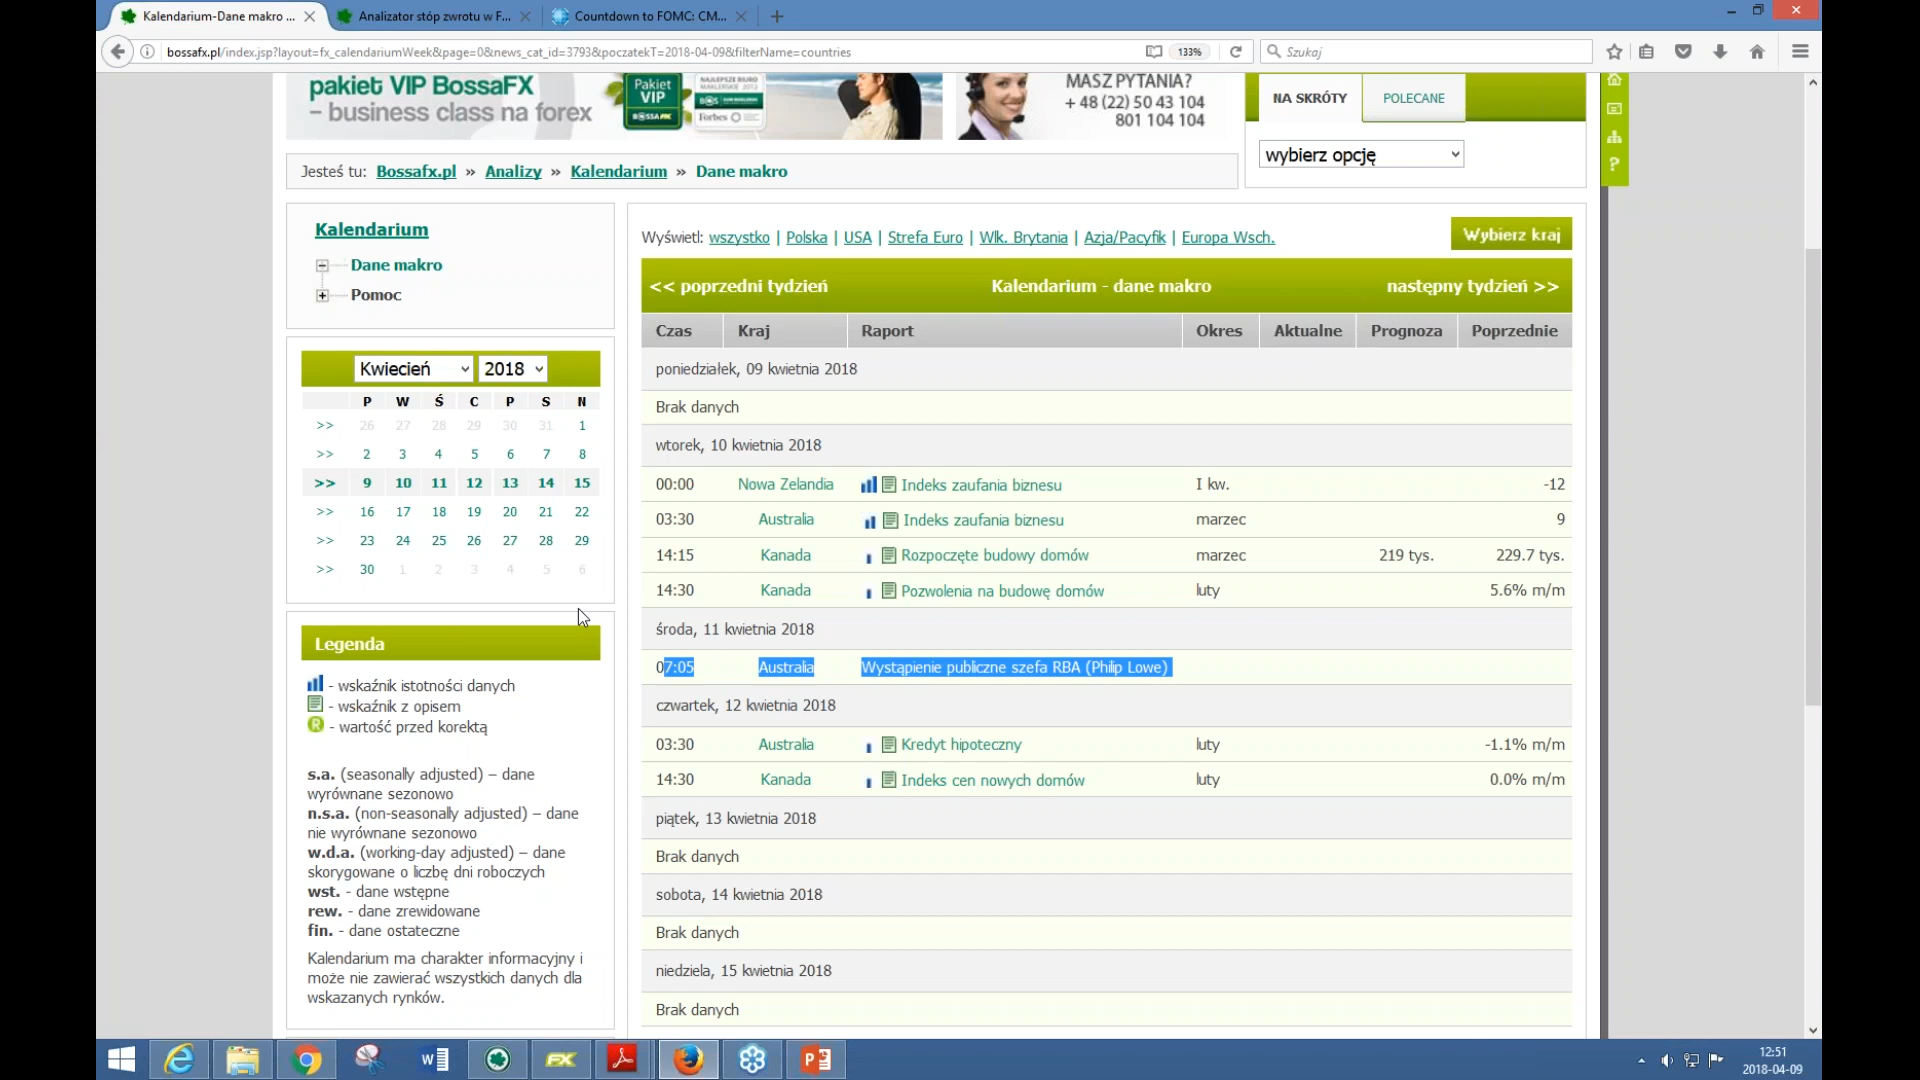 Kalendarium-Dane makro ...
Analizator stóp zwrotu w F...
Countdown to FOMC: CM...
bossafx.pl/index.jsp?layout=fx_calendariumWeek&page=0&news_cat_id=3793&poczatekT=2018-04-09&filterName=countries
133%
Szukaj
pakiet VIP BossaFX
– business class na forex
Pakiet
VIP
BOSSAFX
NAJLEPSZE BIURO
MAKLERSKIE 2012
Forbes
MASZ PYTANIA?
+ 48 (22) 50 43 104
801 104 104
NA SKRÓTY
POLECANE
wybierz opcję
Jesteś tu: Bossafx.pl » Analizy » Kalendarium » Dane makro
Kalendarium
Dane makro
Pomoc
Kwiecień 2018
P W Ś C P S N
>> 26 27 28 29 30 31 1
>> 2 3 4 5 6 7 8
>> 9 10 11 12 13 14 15
>> 16 17 18 19 20 21 22
>> 23 24 25 26 27 28 29
>> 30 1 2 3 4 5 6
Legenda
- wskaźnik istotności danych
- wskaźnik z opisem
R - wartość przed korektą
s.a. (seasonally adjusted) – dane
wyrównane sezonowo
n.s.a. (non-seasonally adjusted) – dane
nie wyrównane sezonowo
w.d.a. (working-day adjusted) – dane
skorygowane o liczbę dni roboczych
wst. - dane wstępne
rew. - dane zrewidowane
fin. - dane ostateczne
Kalendarium ma charakter informacyjny i
może nie zawierać wszystkich danych dla
wskazanych rynków.
Wyświetl: wszystko | Polska | USA | Strefa Euro | Wlk. Brytania | Azja/Pacyfik | Europa Wsch.
Wybierz kraj
<< poprzedni tydzień Kalendarium - dane makro następny tydzień >>
Czas Kraj Raport Okres Aktualne Prognoza Poprzednie
poniedziałek, 09 kwietnia 2018
Brak danych
wtorek, 10 kwietnia 2018
00:00 Nowa Zelandia Indeks zaufania biznesu I kw. -12
03:30 Australia Indeks zaufania biznesu marzec 9
14:15 Kanada Rozpoczęte budowy domów marzec 219 tys. 229.7 tys.
14:30 Kanada Pozwolenia na budowę domów luty 5.6% m/m
środa, 11 kwietnia 2018
07:05 Australia Wystąpienie publiczne szefa RBA (Philip Lowe)
czwartek, 12 kwietnia 2018
03:30 Australia Kredyt hipoteczny luty -1.1% m/m
14:30 Kanada Indeks cen nowych domów luty 0.0% m/m
piątek, 13 kwietnia 2018
Brak danych
sobota, 14 kwietnia 2018
Brak danych
niedziela, 15 kwietnia 2018
Brak danych
FX
12:51
2018-04-09